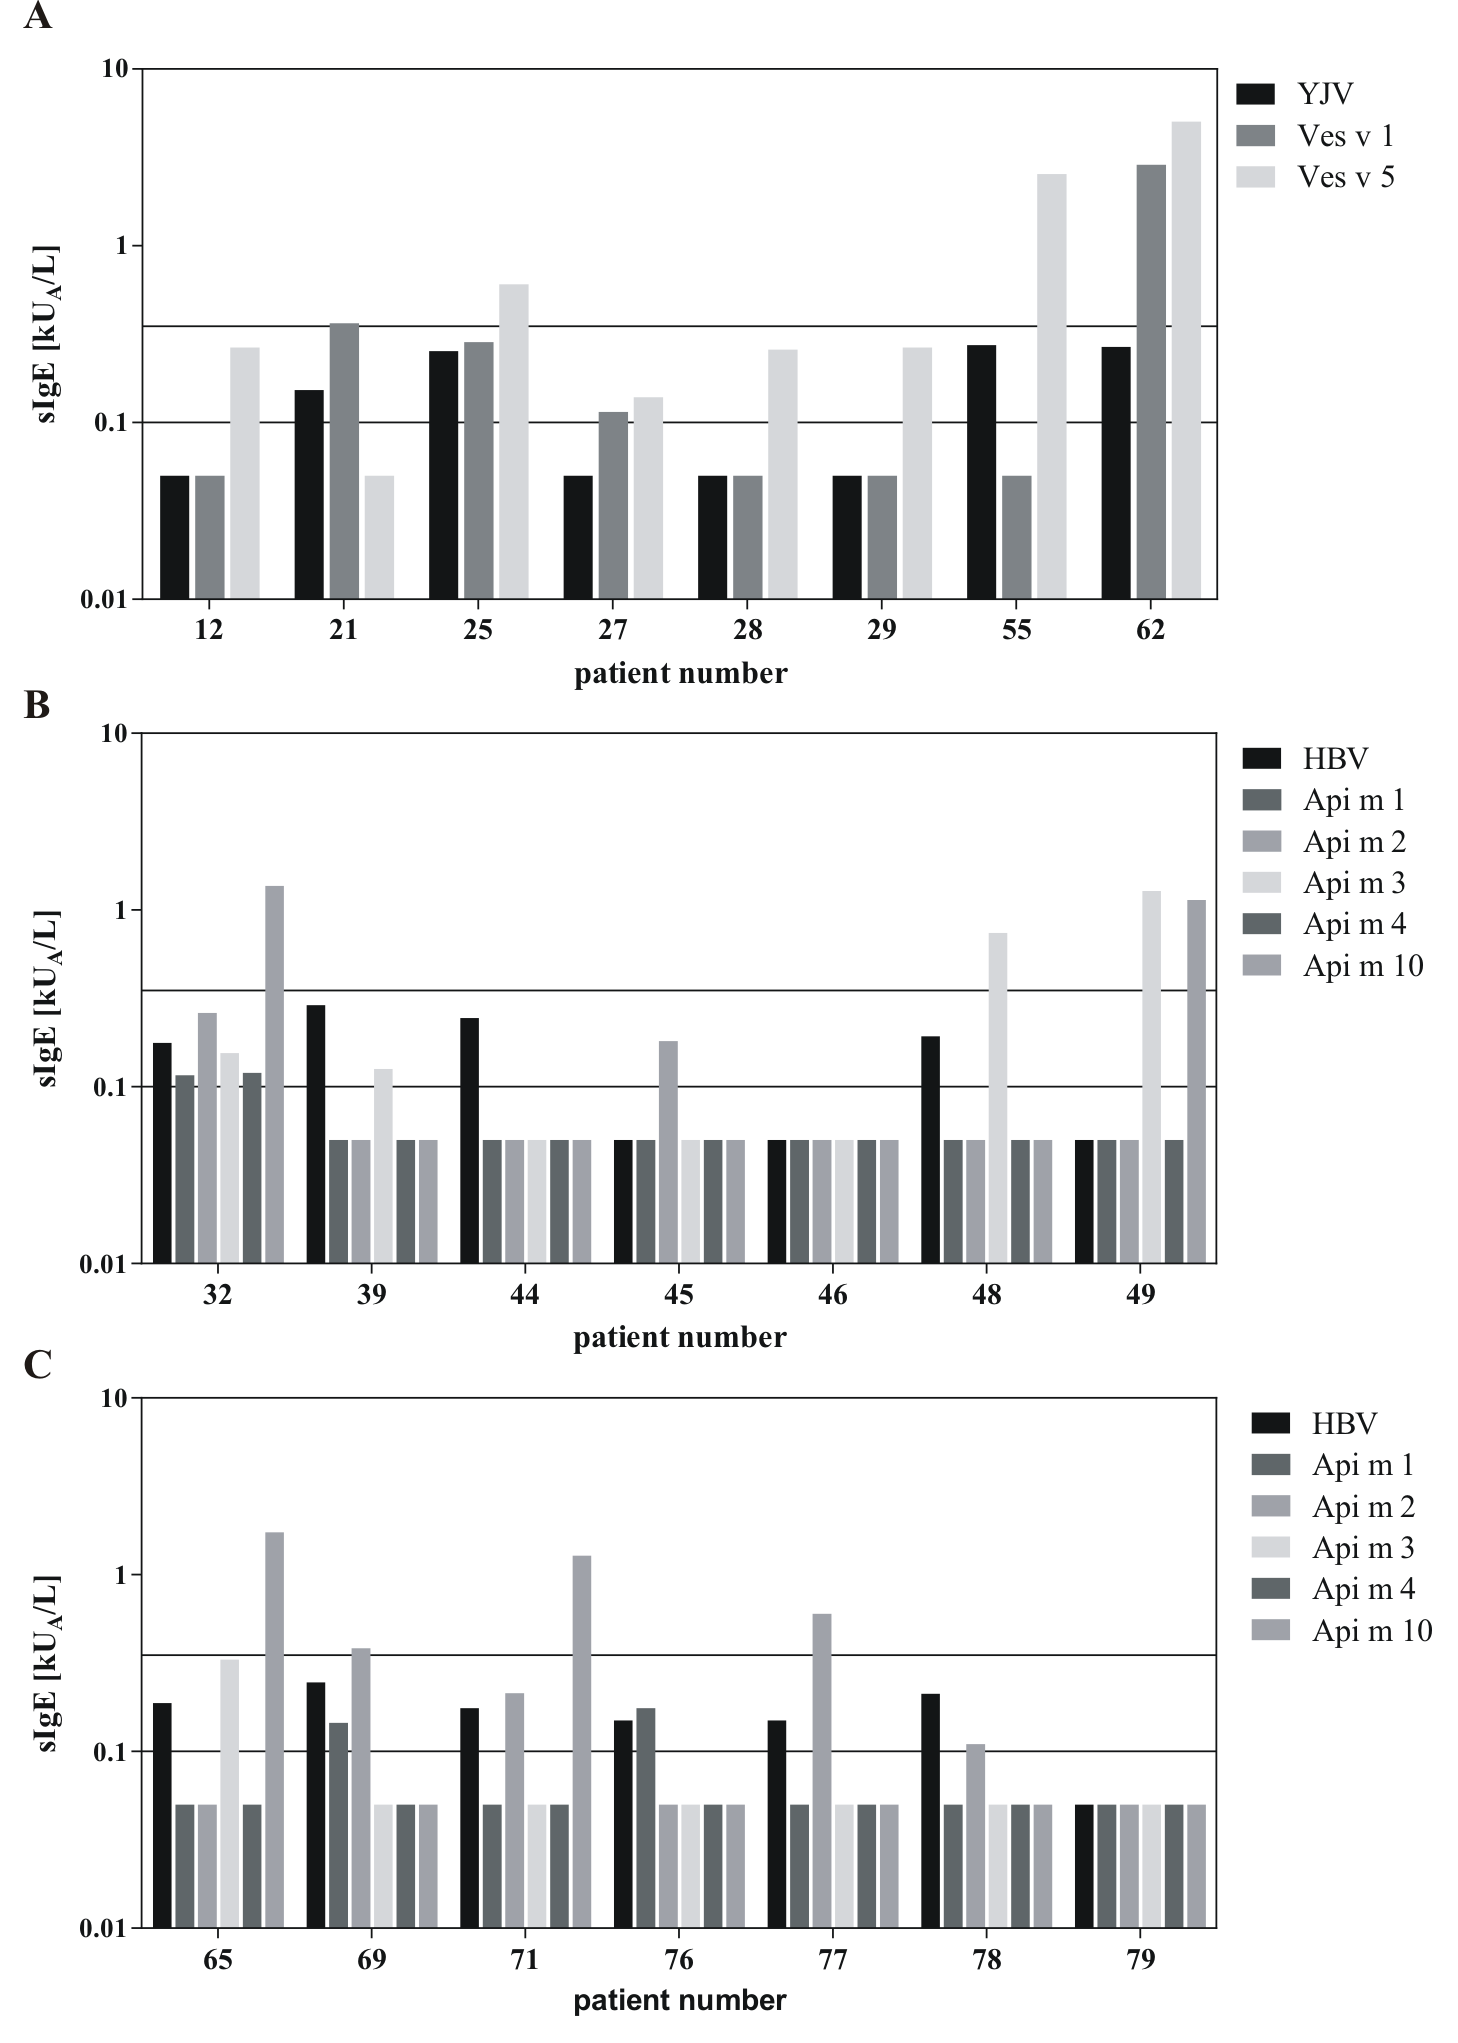 A
10
1
0.1
0.01
sIgE [kUA/L]
12 21 25 27 28 29 55 62
patient number
YJV
Ves v 1
Ves v 5
B
10
1
0.1
0.01
sIgE [kUA/L]
32 39 44 45 46 48 49
patient number
HBV
Api m 1
Api m 2
Api m 3
Api m 4
Api m 10
C
10
1
0.1
0.01
sIgE [kUA/L]
65 69 71 76 77 78 79
patient number
HBV
Api m 1
Api m 2
Api m 3
Api m 4
Api m 10